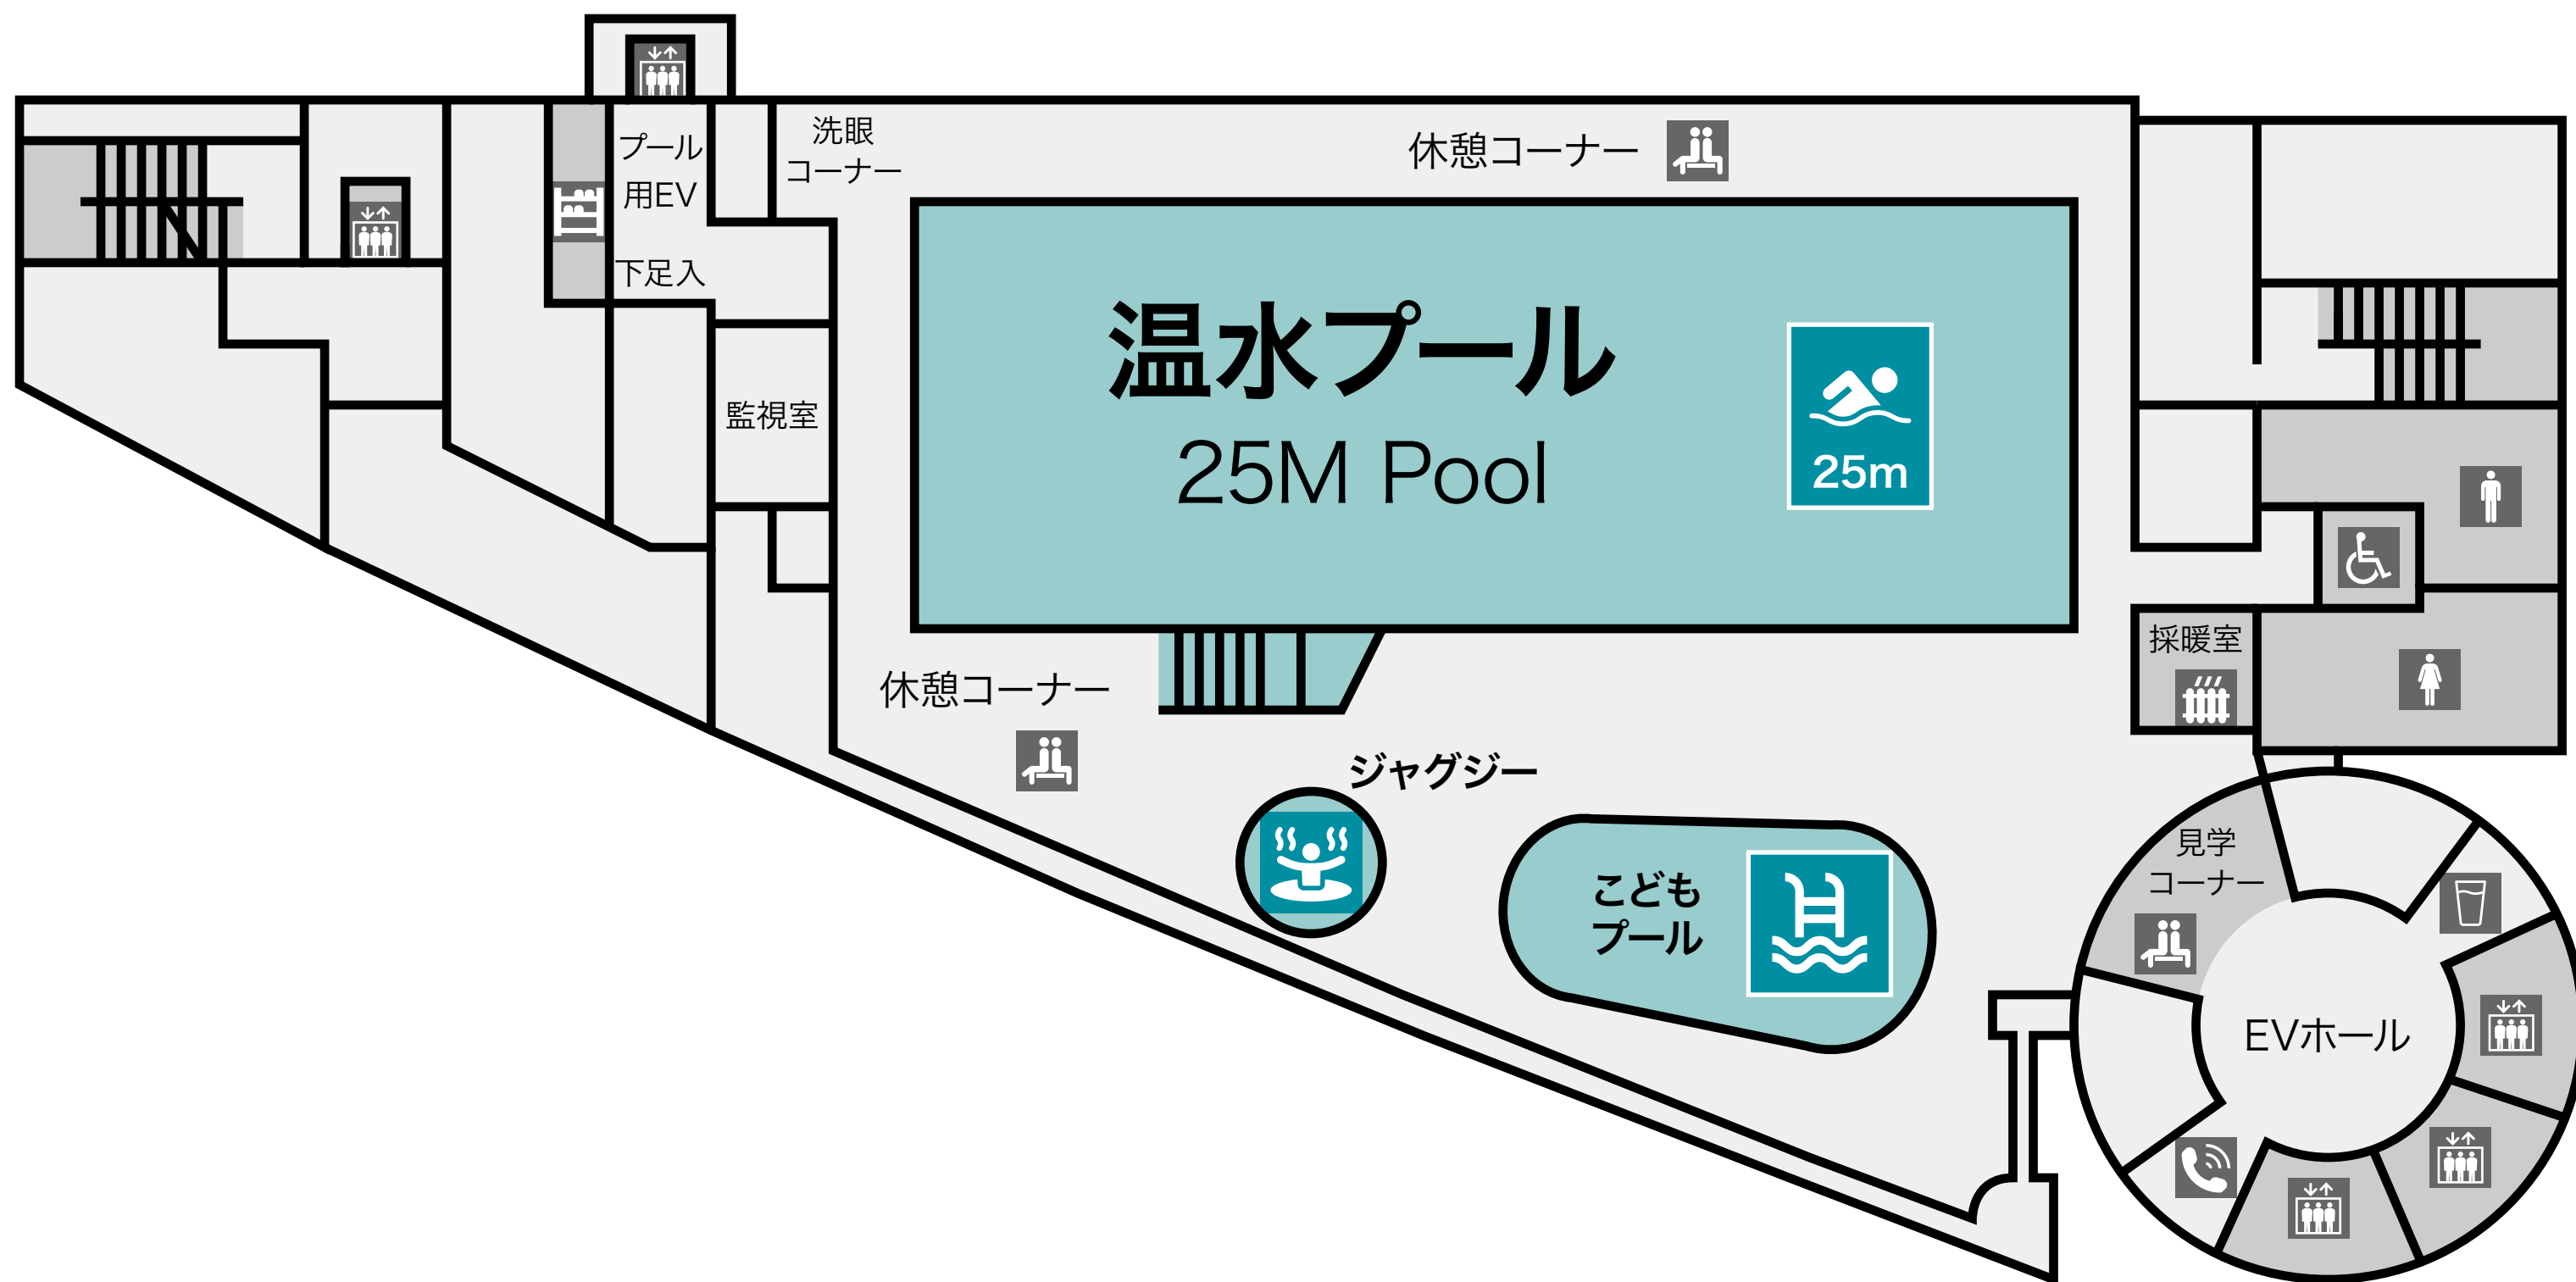 プール
用EV
下足入
洗眼
コーナー
休憩コーナー
温水プール
25M Pool
25m
監視室
採暖室
休憩コーナー
ジャグジー
こども
プール
見学
コーナー
EVホール